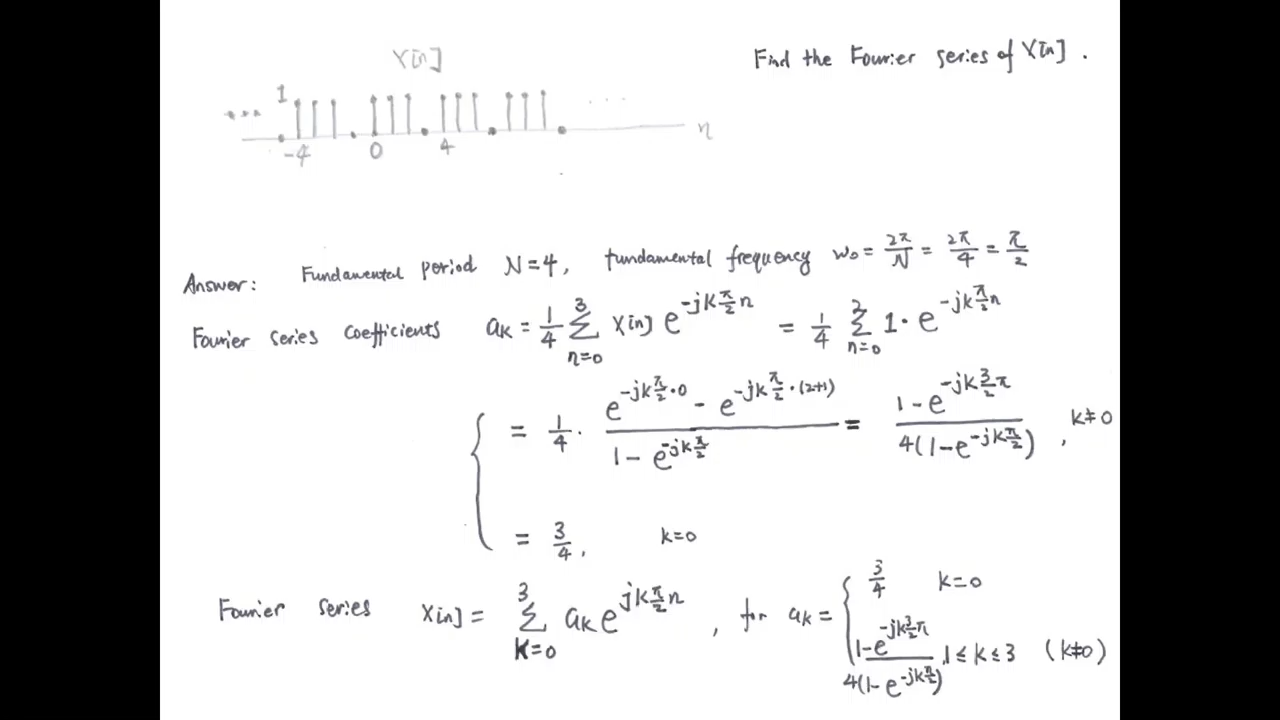 X[n]
Find the Fourier series of X[n].
... 1 ...
-4 0 4 n
Answer: Fundamental period N=4, fundamental frequency w₀ = 2π/N = 2π/4 = π/2
Fourier series coefficients a_k = 1/4 Σ_{n=0}^{3} X[n] e^{-jk π/2 n} = 1/4 Σ_{n=0}^{2} 1· e^{-jk π/2 n}
= 1/4 · (e^{-jk π/2 ·0} - e^{-jk π/2 ·(2+1)}) / (1 - e^{-jk π/2}) = (1 - e^{-jk 3/2 π}) / (4(1 - e^{-jk π/2})), k≠0
= 3/4, k=0
Fourier series X[n] = Σ_{k=0}^{3} a_k e^{jk π/2 n}, for a_k = { 3/4 k=0
(1 - e^{-jk 3/2 π}) / (4(1 - e^{-jk π/2})), 1 ≤ k ≤ 3 (k≠0)